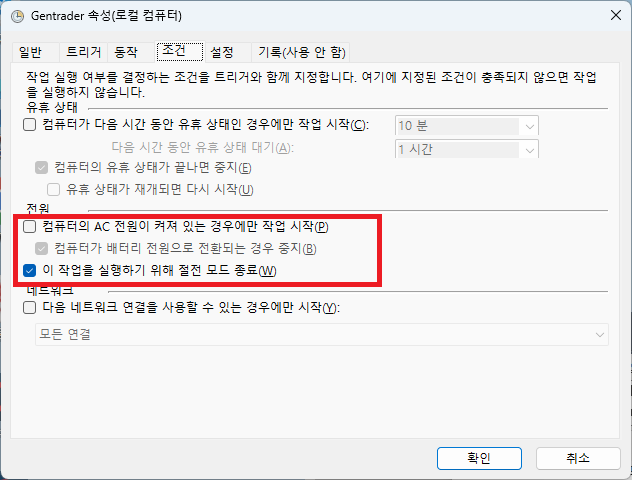 Gentrader 속성(로컬 컴퓨터)
일반 트리거 동작 조건 설정 기록(사용 안 함)
작업 실행 여부를 결정하는 조건을 트리거와 함께 지정합니다. 여기에 지정된 조건이 충족되지 않으면 작업
을 실행하지 않습니다.
유휴 상태
컴퓨터가 다음 시간 동안 유휴 상태인 경우에만 작업 시작(C): 10 분
다음 시간 동안 유휴 상태 대기(A): 1 시간
컴퓨터의 유휴 상태가 끝나면 중지(E)
유휴 상태가 재개되면 다시 시작(U)
전원
컴퓨터의 AC 전원이 켜져 있는 경우에만 작업 시작(P)
컴퓨터가 배터리 전원으로 전환되는 경우 중지(B)
이 작업을 실행하기 위해 절전 모드 종료(W)
네트워크
다음 네트워크 연결을 사용할 수 있는 경우에만 시작(Y):
모든 연결
확인 취소